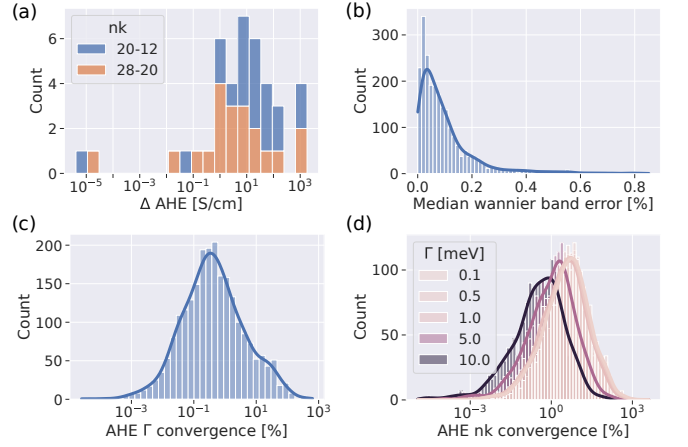 (a)
nk
20-12
28-20
Count
6
4
2
0
10⁻⁵
10⁻³
10⁻¹
10¹
10³
Δ AHE [S/cm]
(b)
Count
300
200
100
0
0.0
0.2
0.4
0.6
0.8
Median wannier band error [%]
(c)
Count
200
150
100
50
0
10⁻³
10⁻¹
10¹
10³
AHE Γ convergence [%]
(d)
Γ [meV]
0.1
0.5
1.0
5.0
10.0
Count
100
50
0
10⁻³
10⁰
10³
AHE nk convergence [%]